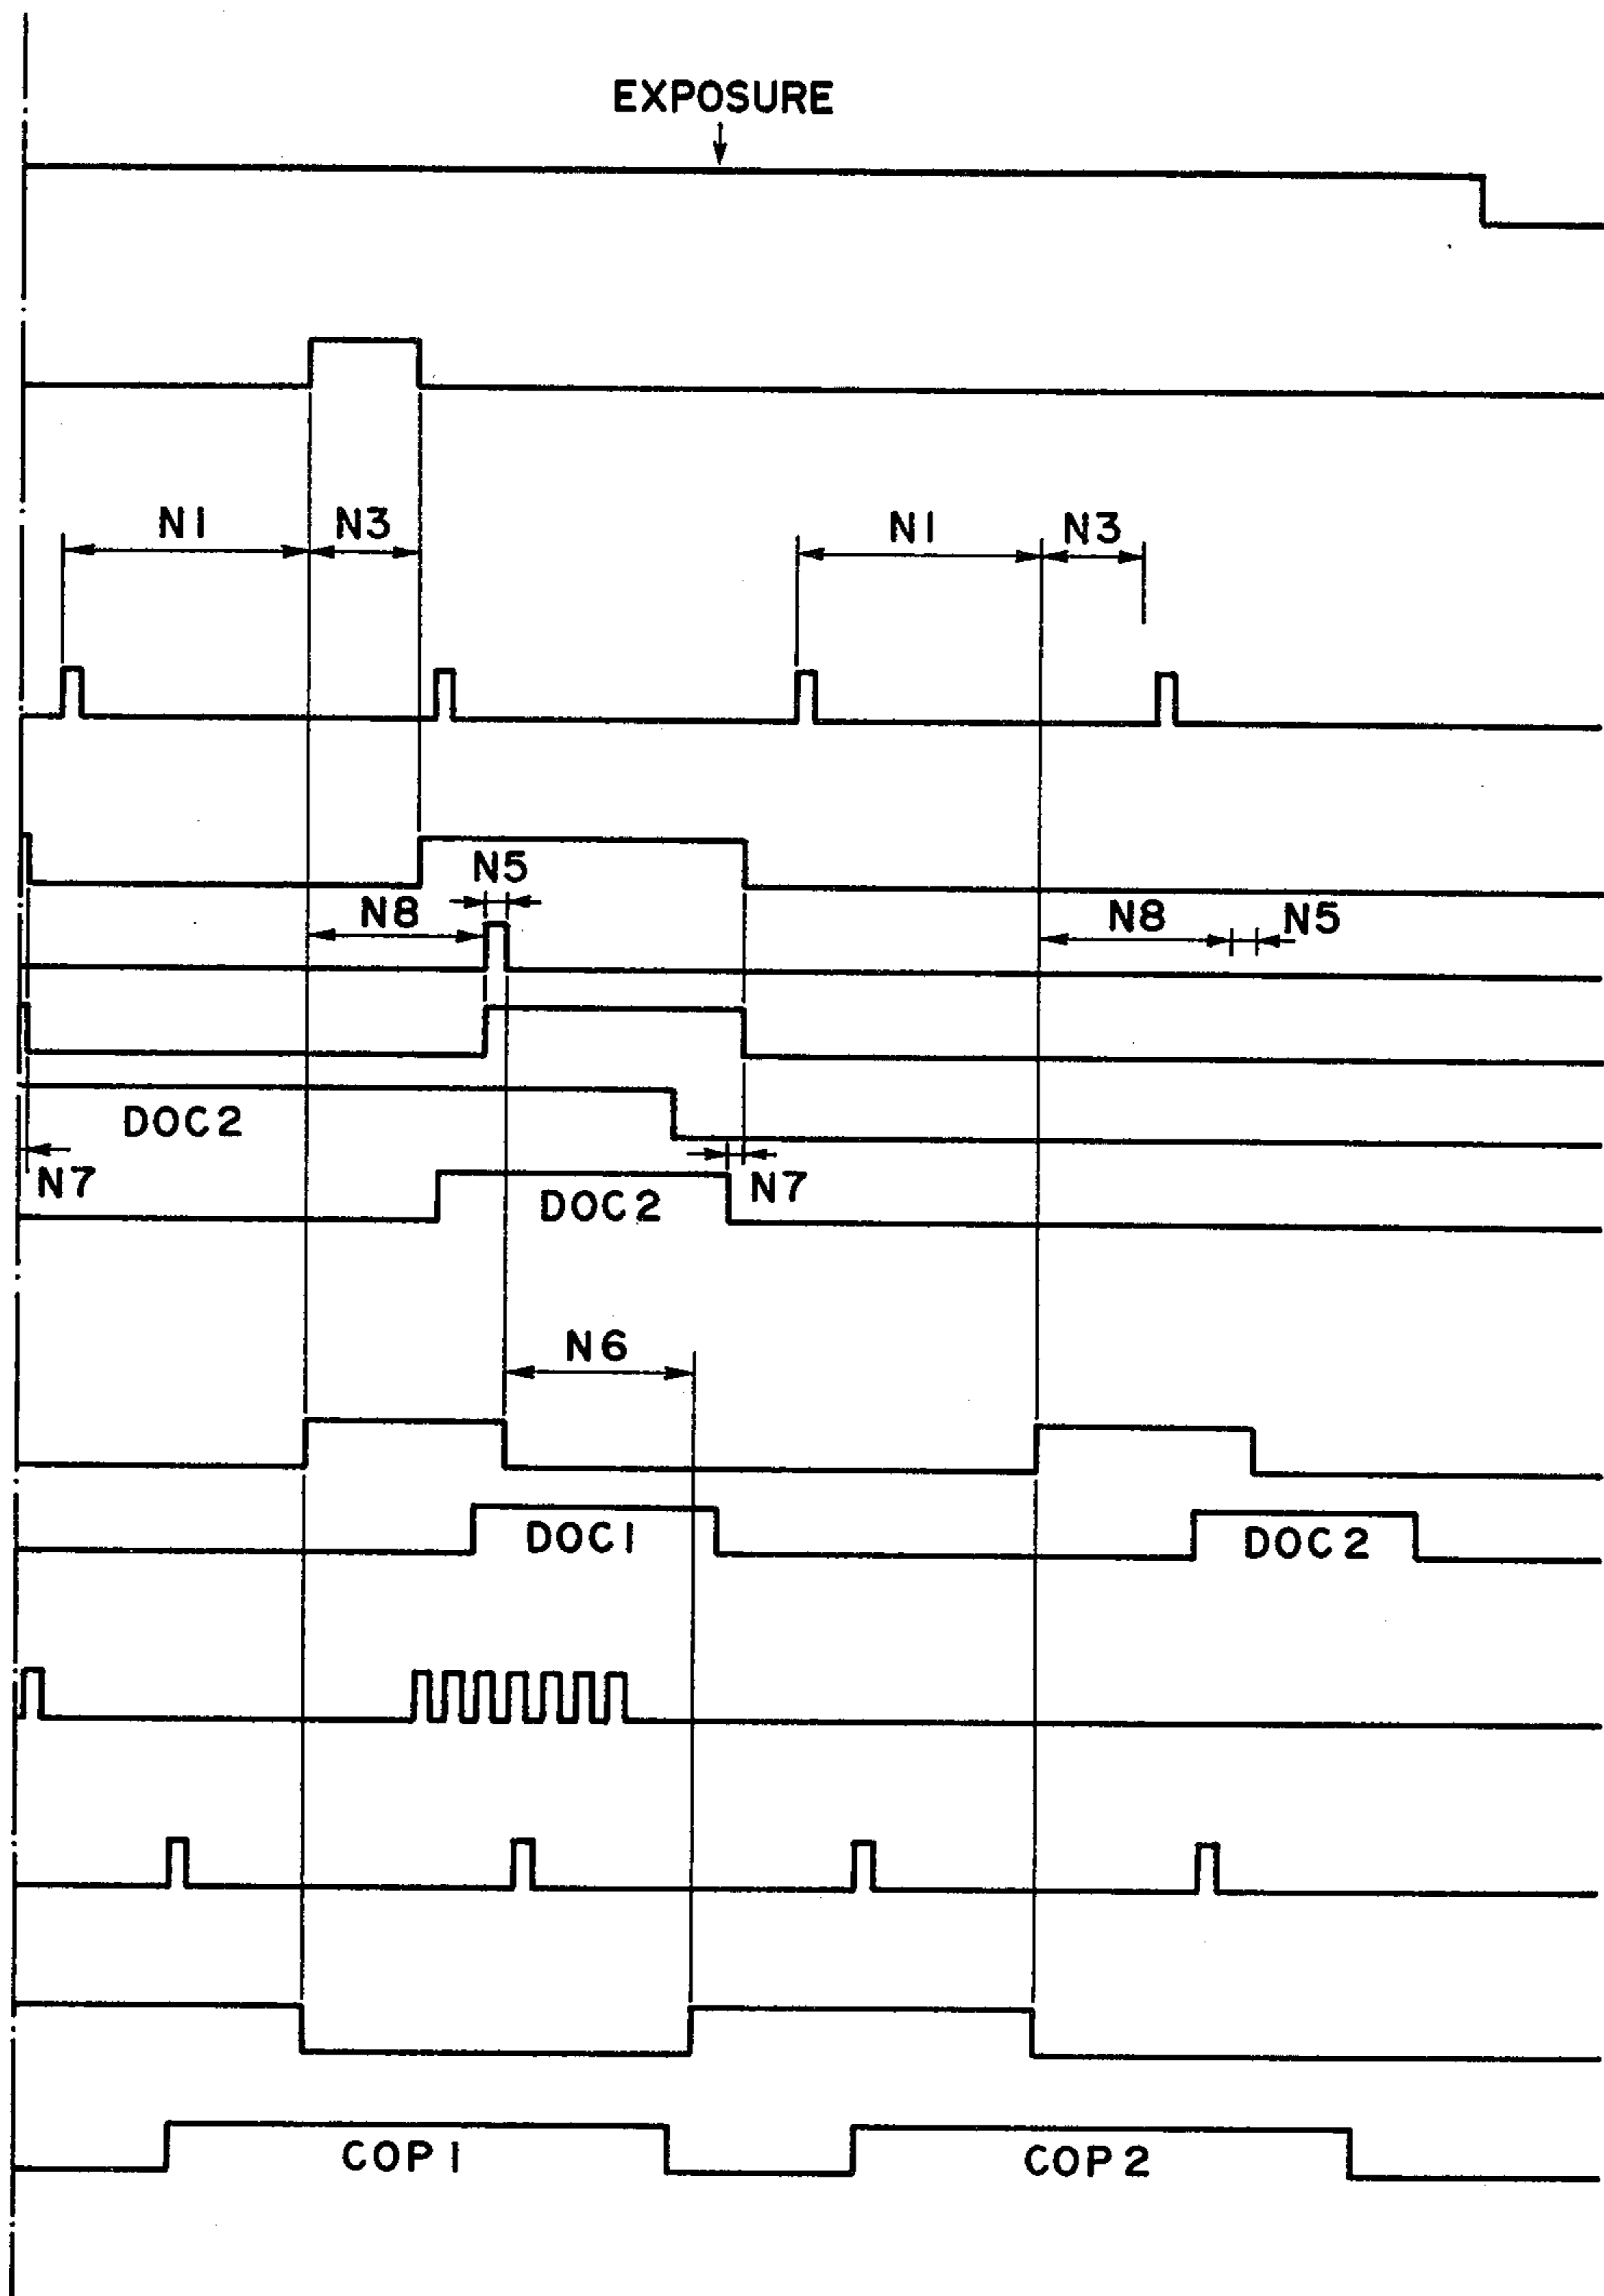 EXPOSURE
N1 N3 N1 N3
N5
N8 N8 N5
DOC2
N7 N7
DOC2
N6
DOC1 DOC2
COP1 COP2